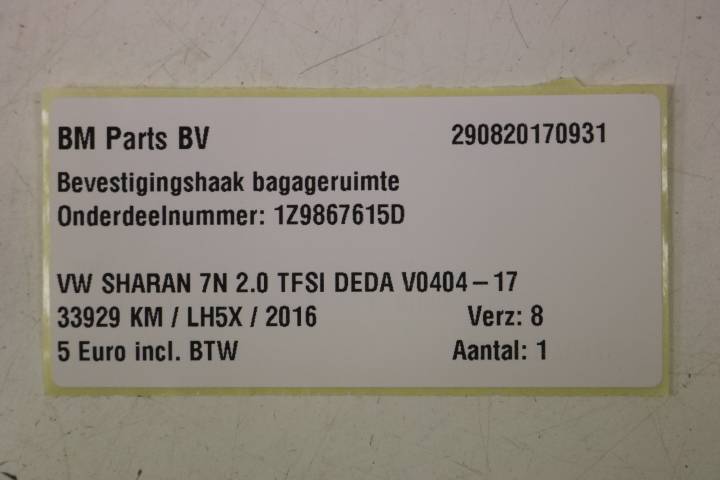 BM Parts BV 290820170931
Bevestigingshaak bagageruimte
Onderdeelnummer: 1Z9867615D
VW SHARAN 7N 2.0 TFSI DEDA V0404 – 17
33929 KM / LH5X / 2016 Verz: 8
5 Euro incl. BTW Aantal: 1